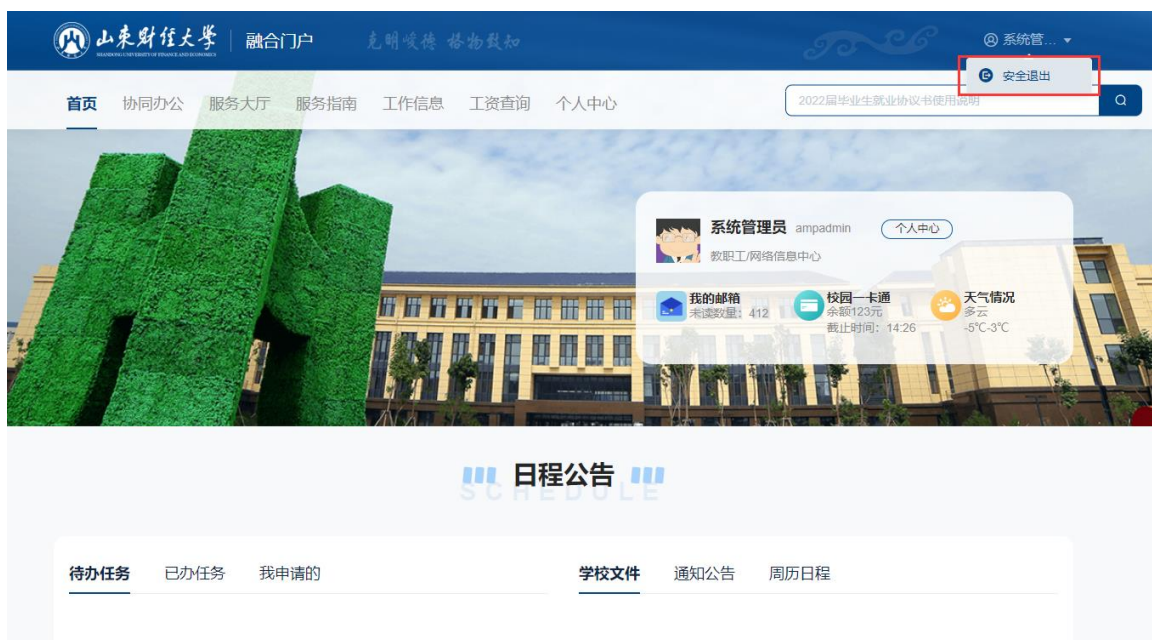 山东财经大学
SHANDONG UNIVERSITY OF FINANCE AND ECONOMICS
融合门户
克明峻德 格物致知
系统管... 
安全退出
首页 协同办公 服务大厅 服务指南 工作信息 工资查询 个人中心
2022届毕业生就业协议书使用说明
系统管理员 ampadmin 个人中心
教职工/网络信息中心
我的邮箱
未读数量：412
校园一卡通
余额123元
截止时间：14:26
天气情况
多云
-5℃-3℃
日程公告
SCHEDULE
待办任务 已办任务 我申请的
学校文件 通知公告 周历日程